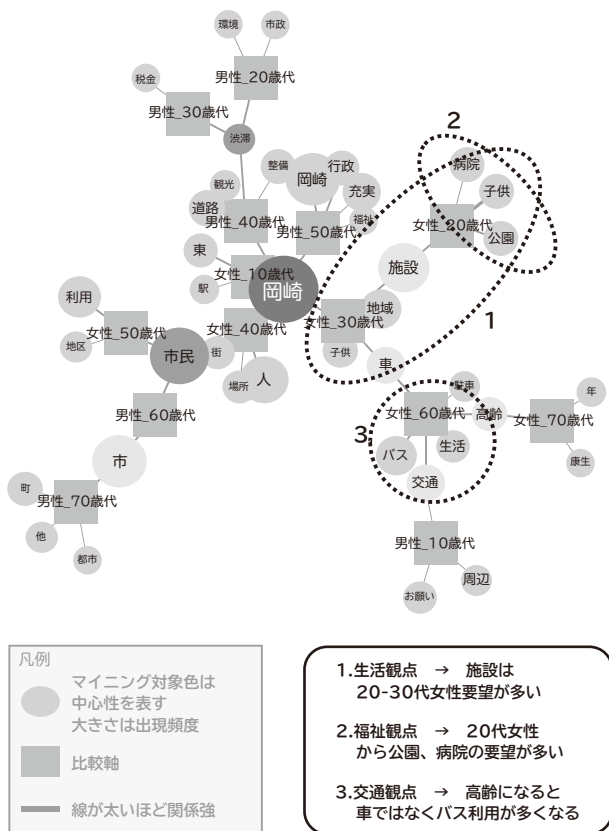 環境
市政
税金
男性_20歳代
男性_30歳代
渋滞
2
1
病院
子供
女性_20歳代
公園
整備
岡崎
行政
観光
充実
道路
福祉
男性_40歳代
男性_50歳代
東
施設
女性_10歳代
駅
岡崎
利用
地域
女性_30歳代
女性_50歳代
女性_40歳代
地区
市民
街
子供
車
場所
人
男性_60歳代
駐車
女性_60歳代
高齢
年
女性_70歳代
3
バス
生活
康生
市
交通
町
男性_70歳代
他
都市
男性_10歳代
周辺
お願い
凡例
マイニング対象色は
中心性を表す
大きさは出現頻度
比較軸
線が太いほど関係強
1.生活観点 → 施設は
20-30代女性要望が多い
2.福祉観点 → 20代女性
から公園、病院の要望が多い
3.交通観点 → 高齢になると
車ではなくバス利用が多くなる